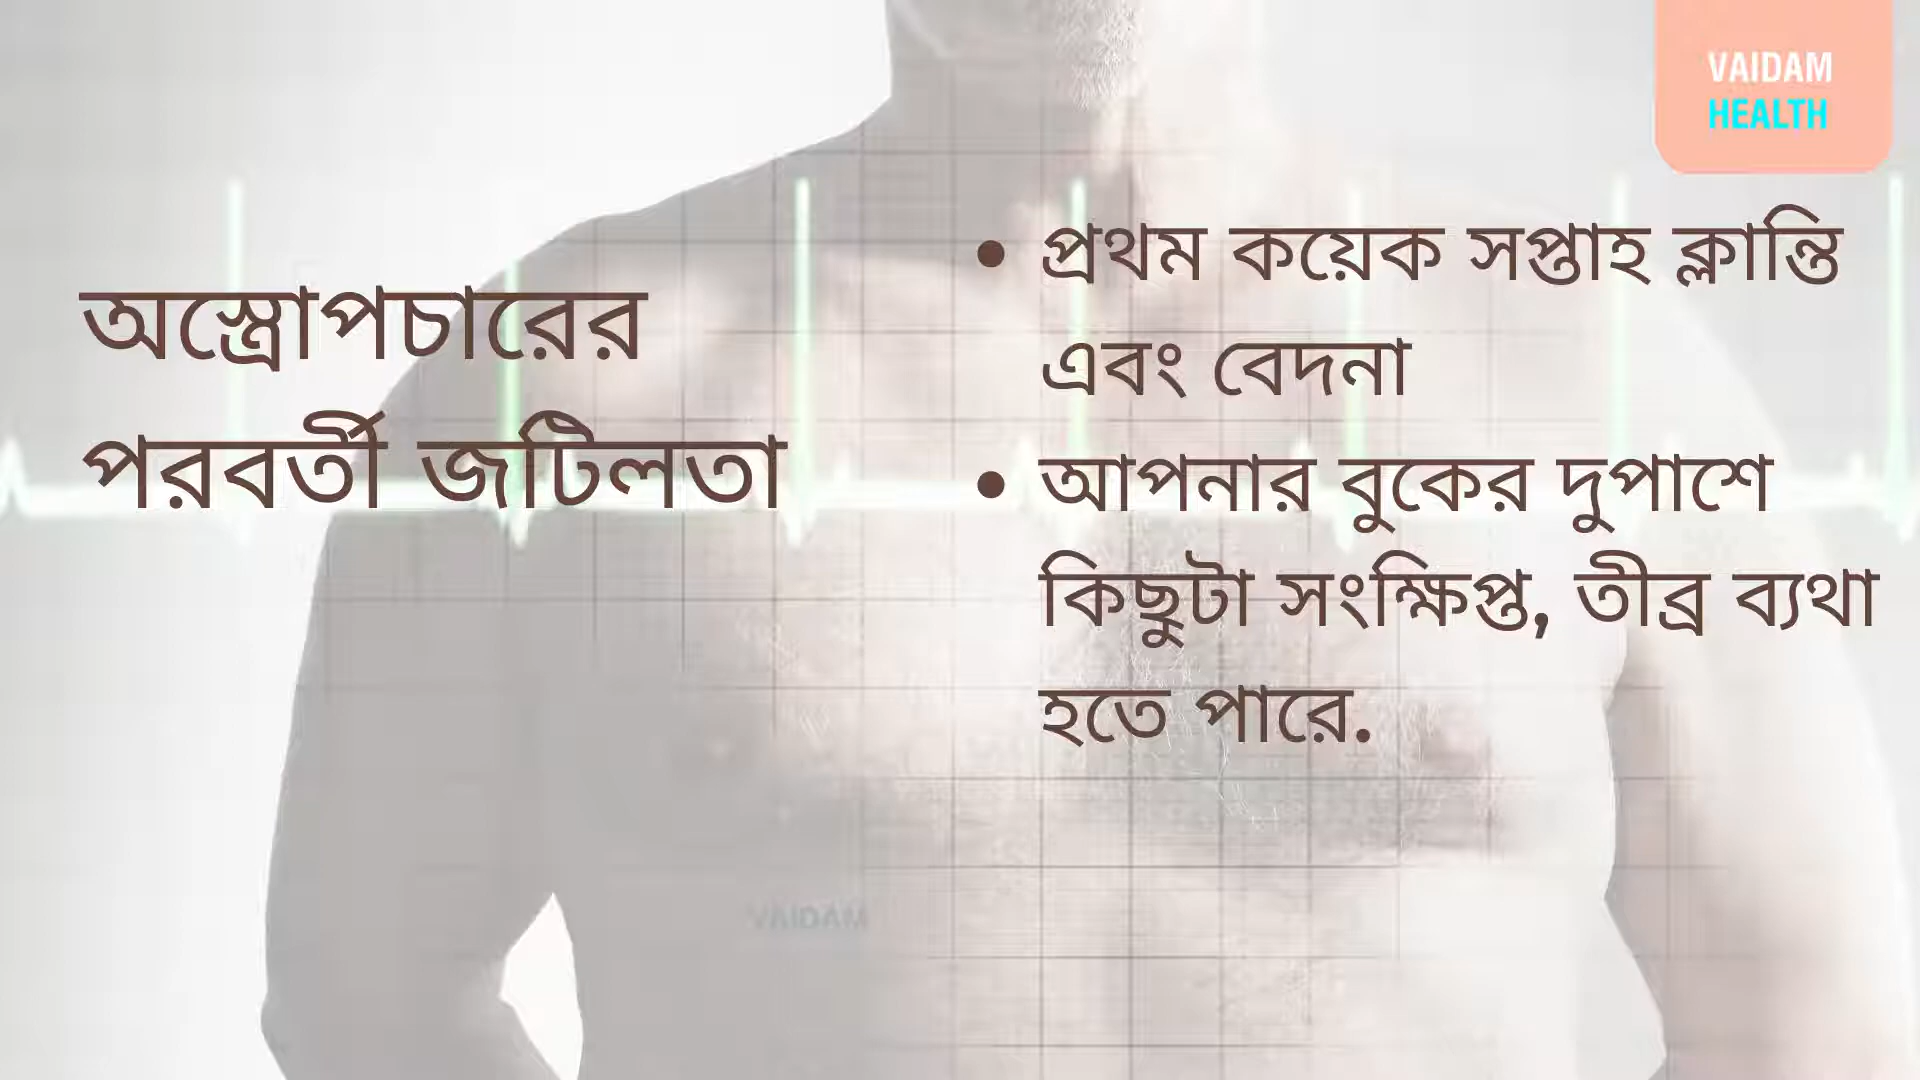 VAIDAM
HEALTH
অস্ত্রোপচারের
পরবর্তী জটিলতা
• প্রথম কয়েক সপ্তাহ ক্লান্তি
এবং বেদনা
• আপনার বুকের দুপাশে
কিছুটা সংক্ষিপ্ত, তীব্র ব্যথা
হতে পারে.
VAIDAM